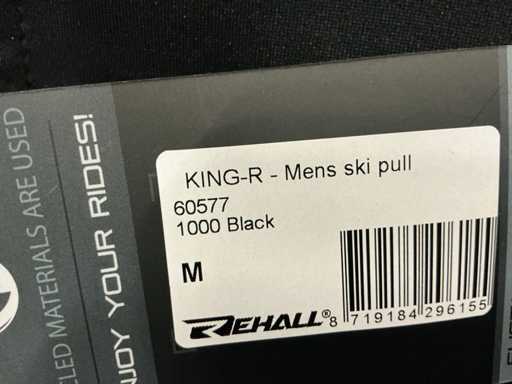 KING-R - Mens ski pull
60577
1000 Black
M
REHALL®
8 719184 296155
MATERIALS ARE USED
YOUR RIDES!